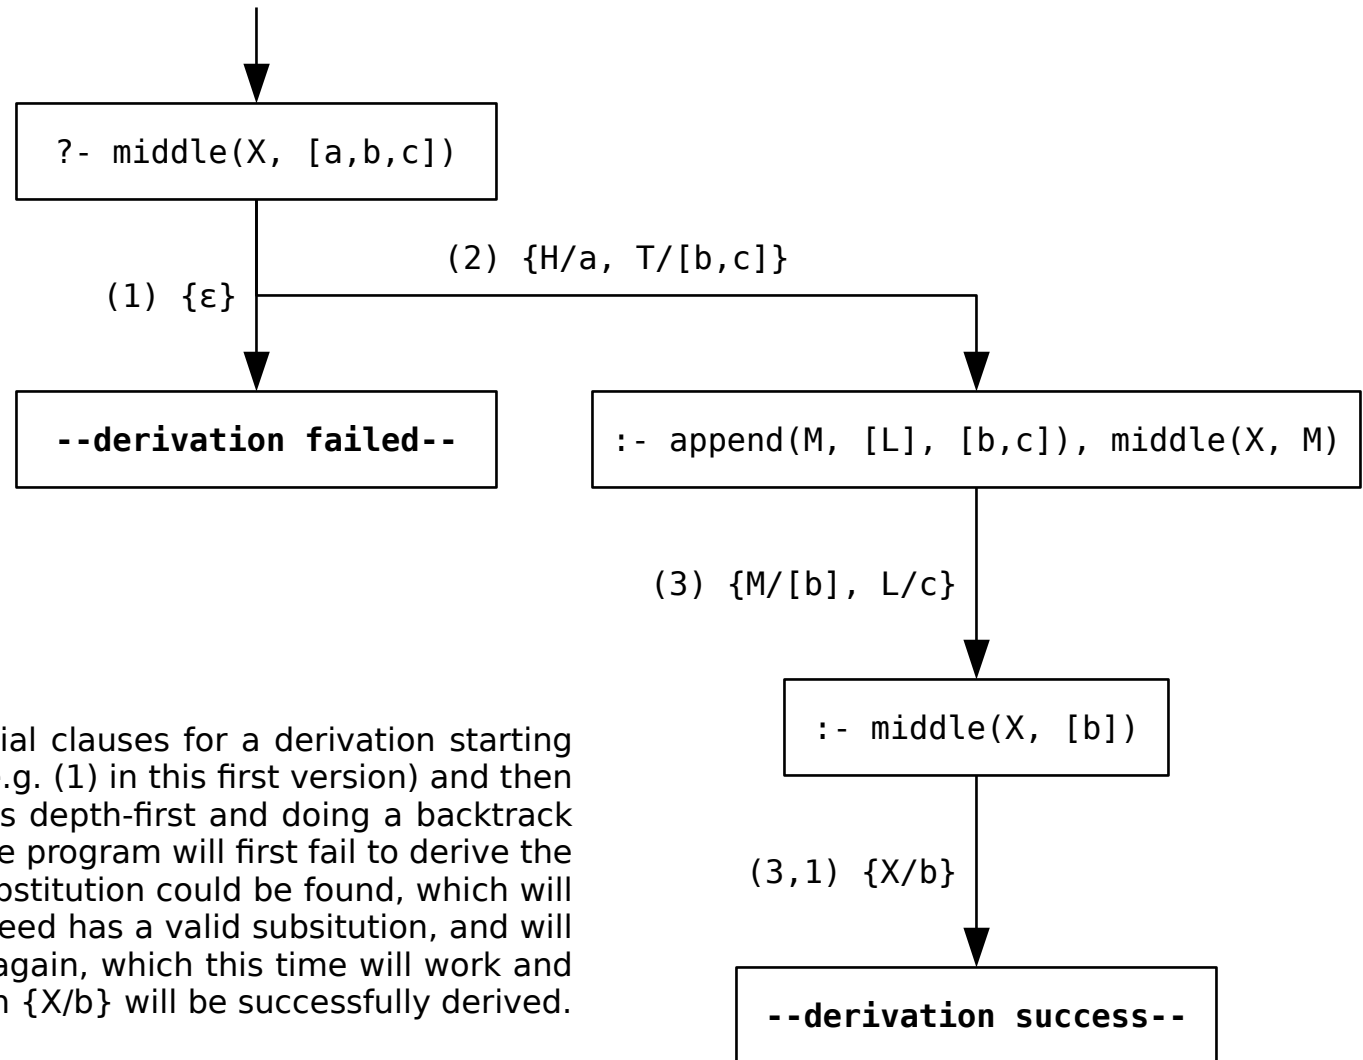 ?- middle(X, [a,b,c])
(2) {H/a, T/[b,c]}
(1) {ε}
--derivation failed--
:- append(M, [L], [b,c]), middle(X, M)
(3) {M/[b], L/c}
:- middle(X, [b])
(3,1) {X/b}
--derivation success--
ial clauses for a derivation starting
.g. (1) in this first version) and then
s depth-first and doing a backtrack
e program will first fail to derive the
bstitution could be found, which will
eed has a valid subsitution, and will
again, which this time will work and
n {X/b} will be successfully derived.